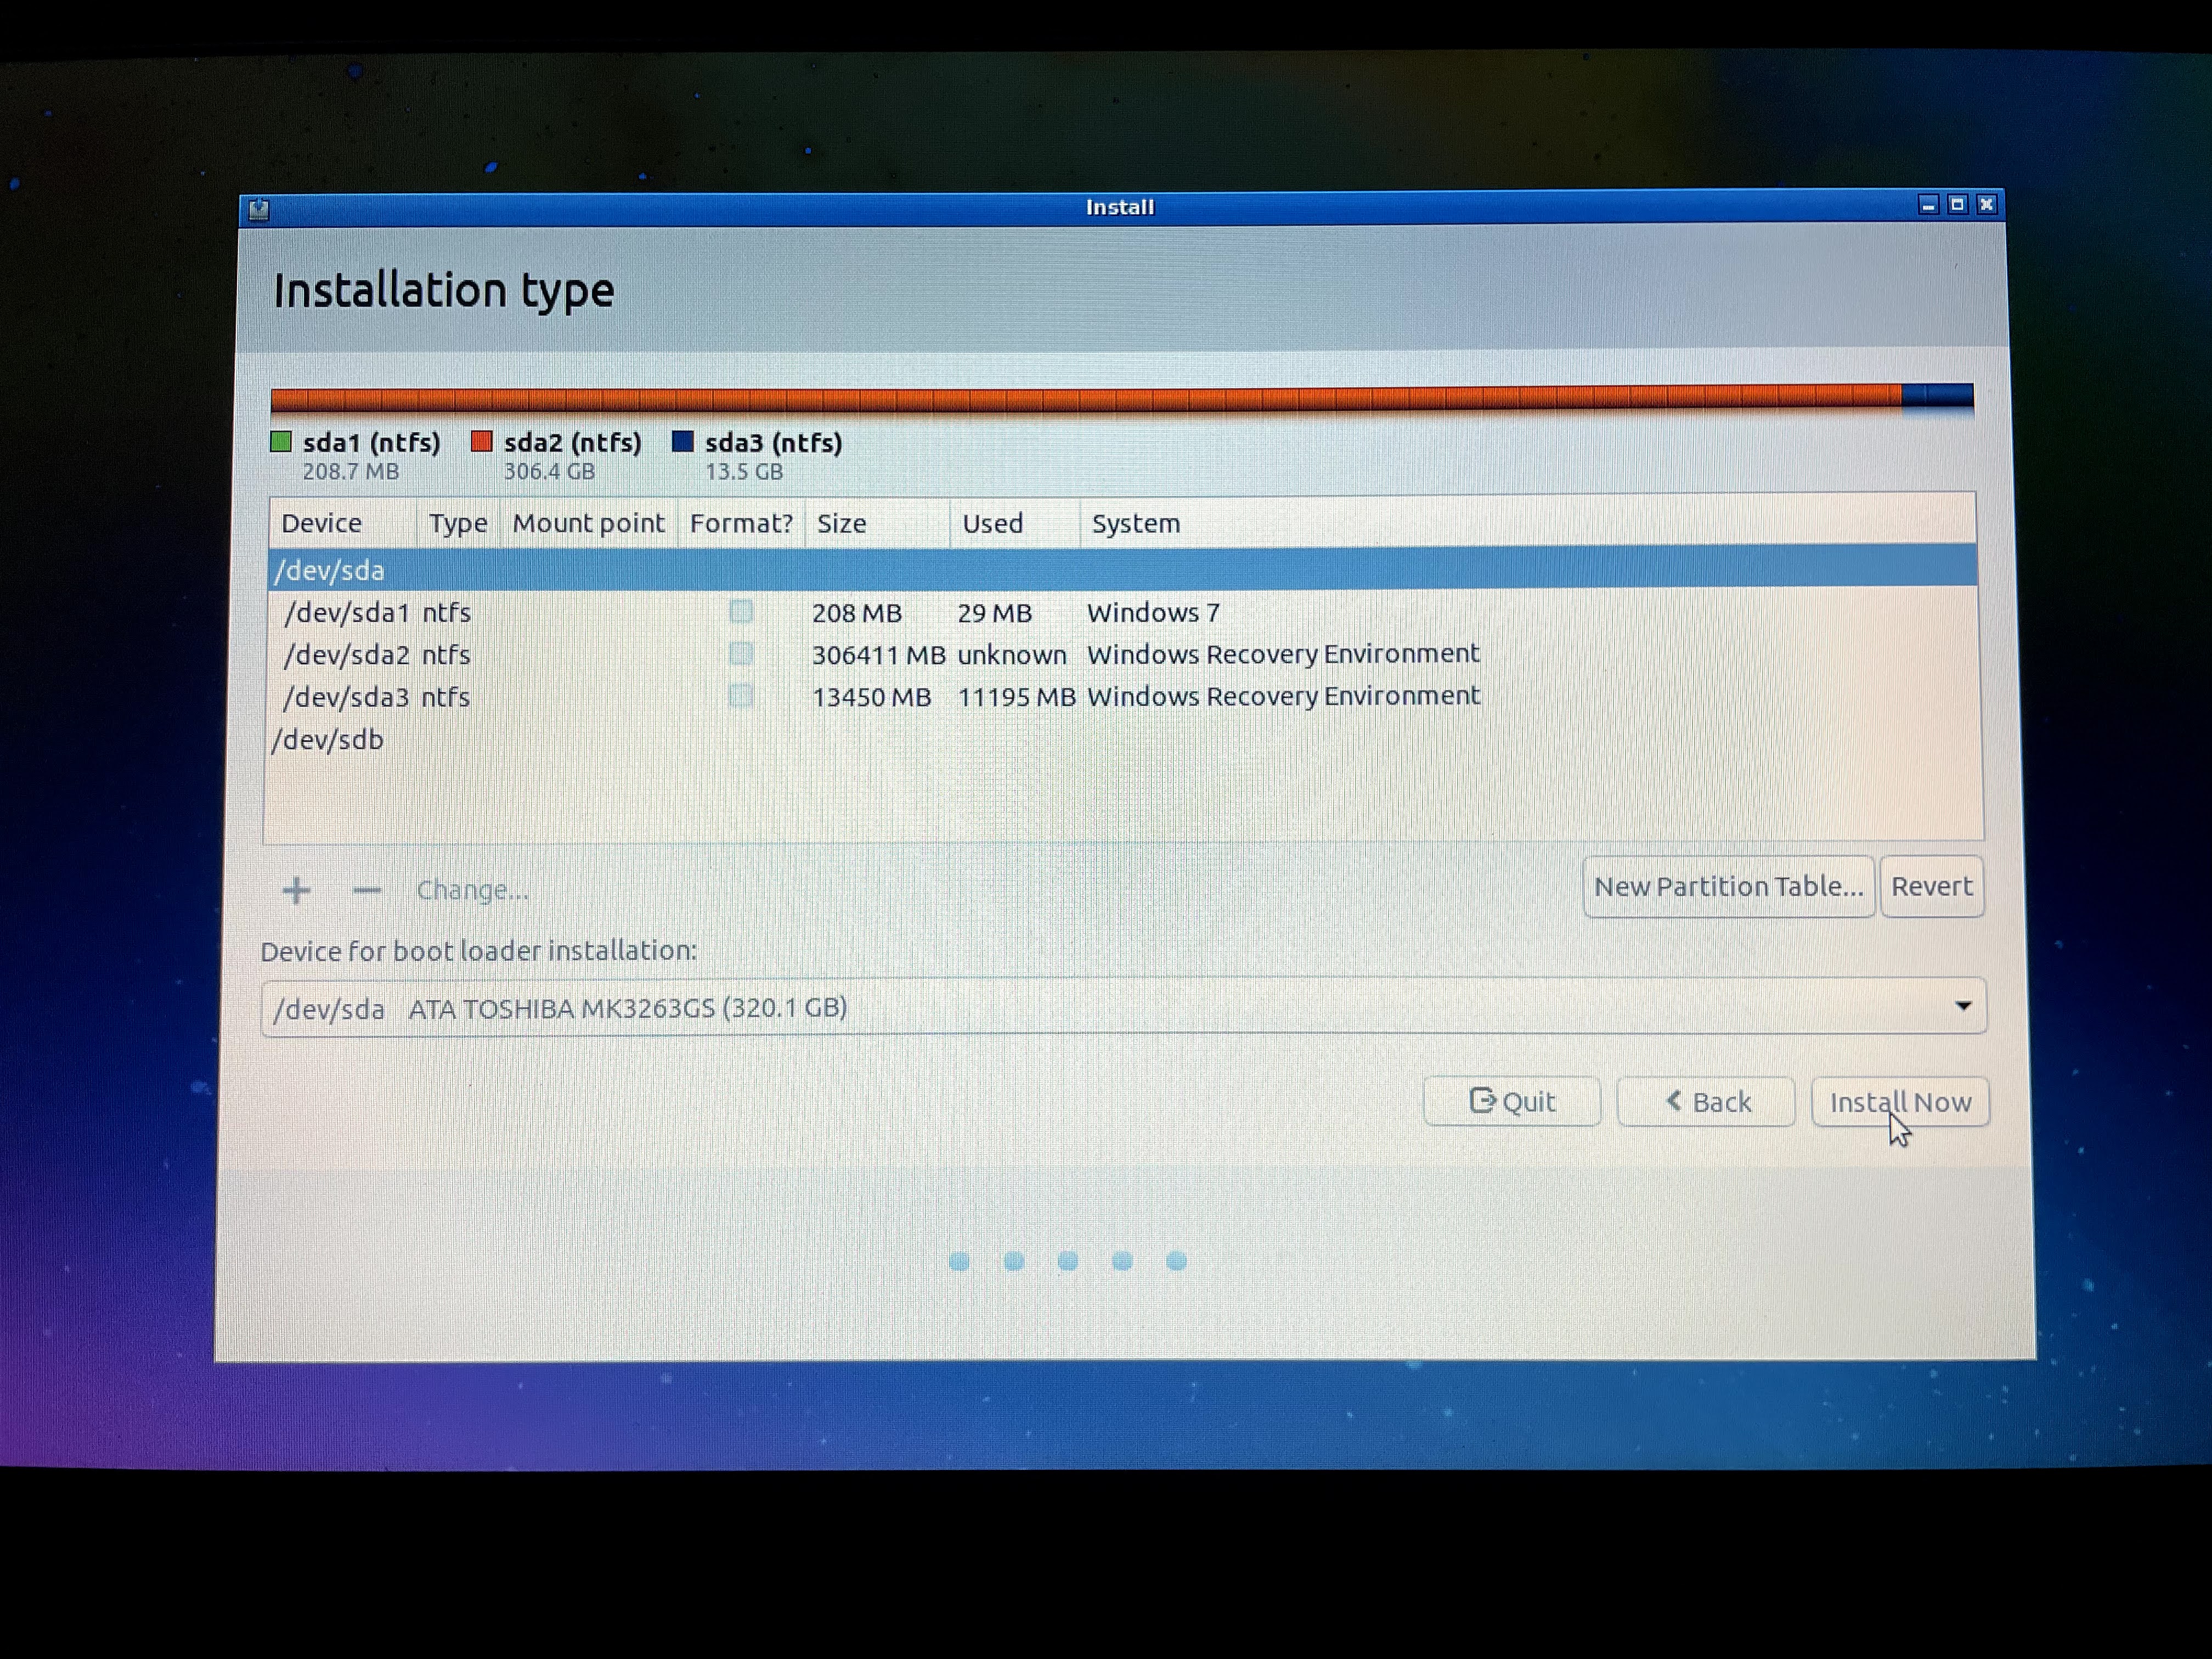 Install
Installation type
sda1 (ntfs) sda2 (ntfs) sda3 (ntfs)
208.7 MB 306.4 GB 13.5 GB
Device Type Mount point Format? Size Used System
/dev/sda
/dev/sda1 ntfs 208 MB 29 MB Windows 7
/dev/sda2 ntfs 306411 MB unknown Windows Recovery Environment
/dev/sda3 ntfs 13450 MB 11195 MB Windows Recovery Environment
/dev/sdb
+ − Change... New Partition Table... Revert
Device for boot loader installation:
/dev/sda ATA TOSHIBA MK3263GS (320.1 GB)
Quit Back Install Now